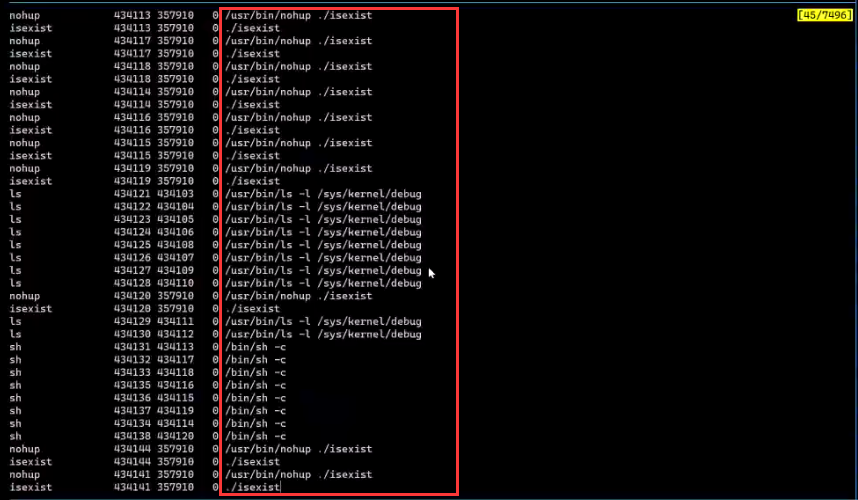 nohup 434113 357910 0 /usr/bin/nohup ./isexist [45/7496]
isexist 434113 357910 0 ./isexist
nohup 434117 357910 0 /usr/bin/nohup ./isexist
isexist 434117 357910 0 ./isexist
nohup 434118 357910 0 /usr/bin/nohup ./isexist
isexist 434118 357910 0 ./isexist
nohup 434114 357910 0 /usr/bin/nohup ./isexist
isexist 434114 357910 0 ./isexist
nohup 434116 357910 0 /usr/bin/nohup ./isexist
isexist 434116 357910 0 ./isexist
nohup 434115 357910 0 /usr/bin/nohup ./isexist
isexist 434115 357910 0 ./isexist
nohup 434119 357910 0 /usr/bin/nohup ./isexist
isexist 434119 357910 0 ./isexist
ls 434121 434103 0 /usr/bin/ls -l /sys/kernel/debug
ls 434122 434104 0 /usr/bin/ls -l /sys/kernel/debug
ls 434123 434105 0 /usr/bin/ls -l /sys/kernel/debug
ls 434124 434106 0 /usr/bin/ls -l /sys/kernel/debug
ls 434125 434108 0 /usr/bin/ls -l /sys/kernel/debug
ls 434126 434107 0 /usr/bin/ls -l /sys/kernel/debug
ls 434127 434109 0 /usr/bin/ls -l /sys/kernel/debug
ls 434128 434110 0 /usr/bin/ls -l /sys/kernel/debug
nohup 434120 357910 0 /usr/bin/nohup ./isexist
isexist 434120 357910 0 ./isexist
ls 434129 434111 0 /usr/bin/ls -l /sys/kernel/debug
ls 434130 434112 0 /usr/bin/ls -l /sys/kernel/debug
sh 434131 434113 0 /bin/sh -c
sh 434132 434117 0 /bin/sh -c
sh 434133 434118 0 /bin/sh -c
sh 434135 434116 0 /bin/sh -c
sh 434136 434115 0 /bin/sh -c
sh 434137 434119 0 /bin/sh -c
sh 434134 434114 0 /bin/sh -c
sh 434138 434120 0 /bin/sh -c
nohup 434144 357910 0 /usr/bin/nohup ./isexist
isexist 434144 357910 0 ./isexist
nohup 434141 357910 0 /usr/bin/nohup ./isexist
isexist 434141 357910 0 ./isexist